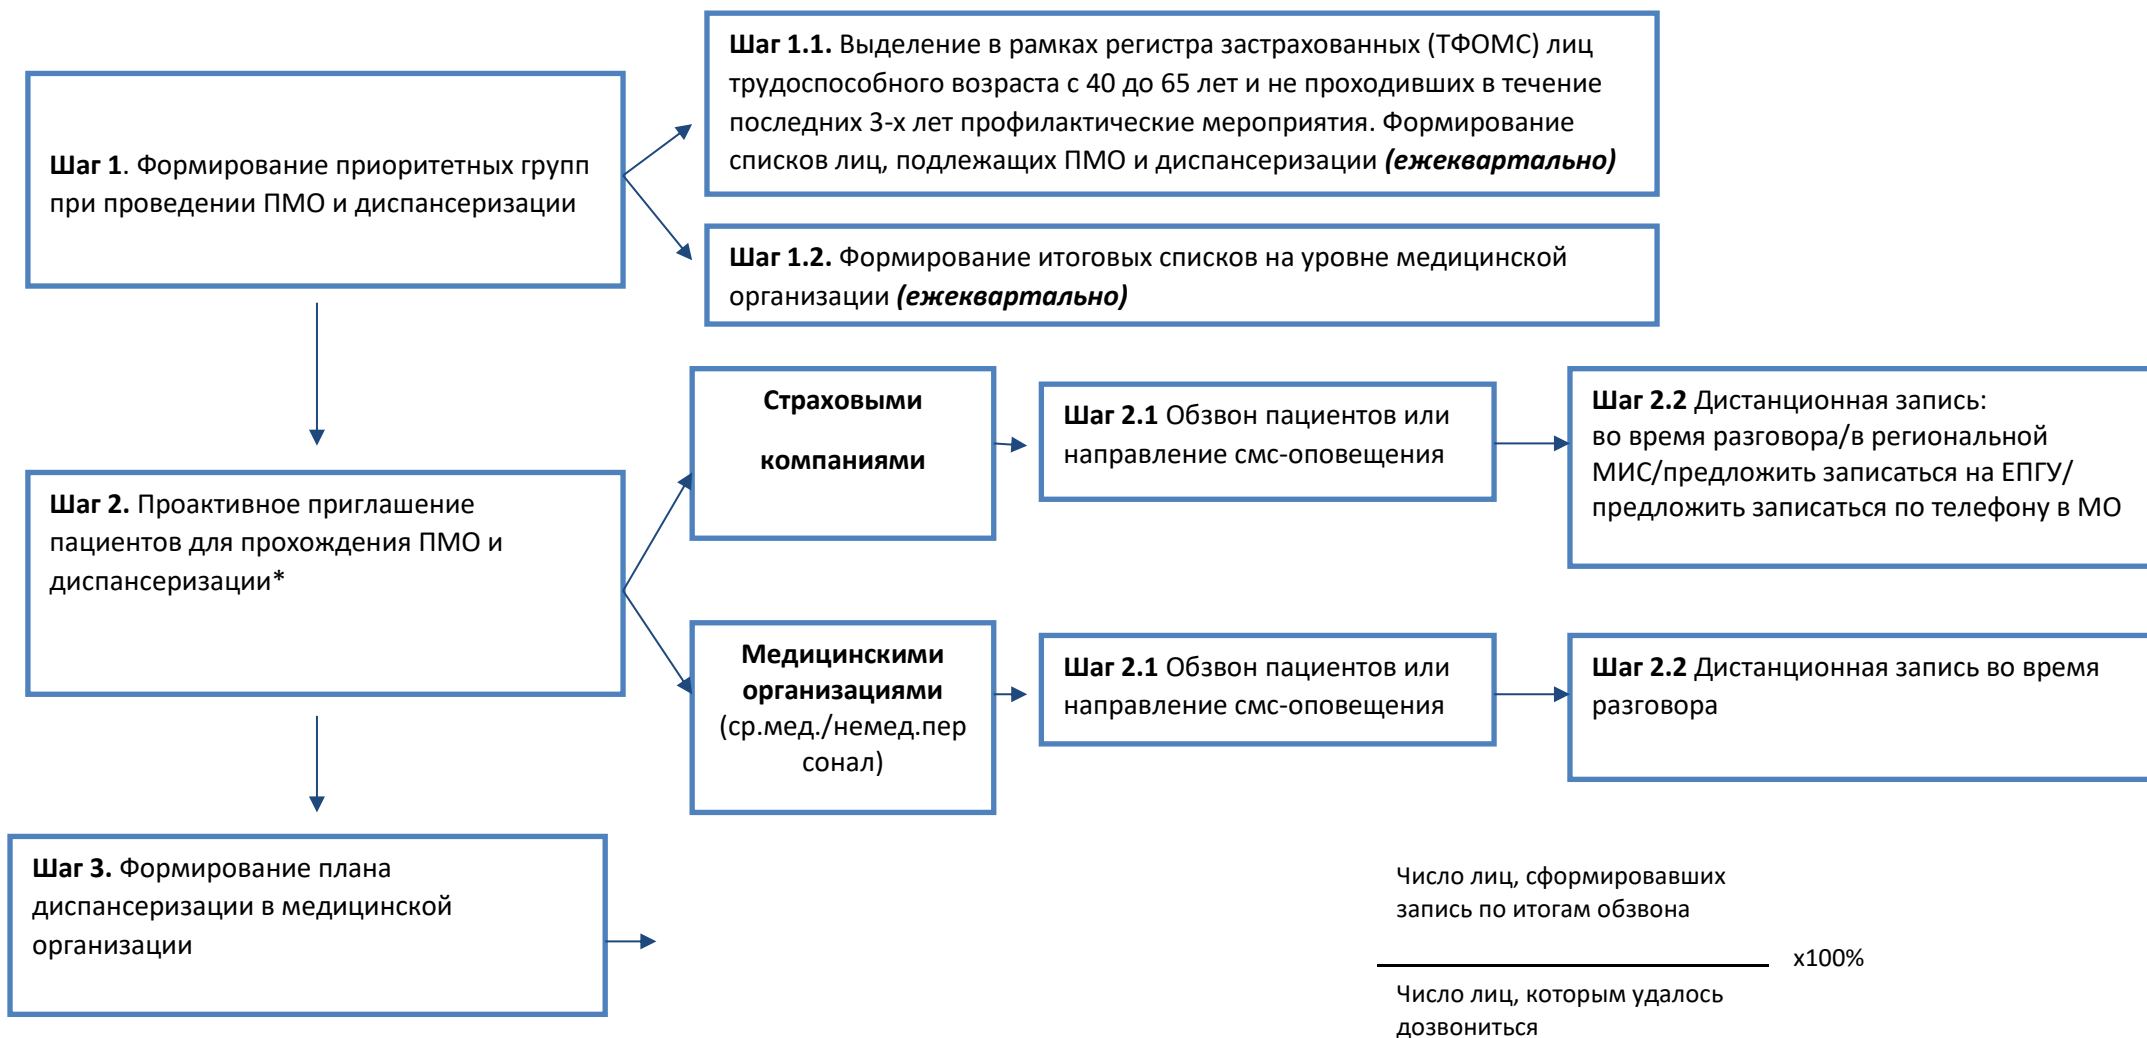 Шаг 1. Формирование приоритетных групп
при проведении ПМО и диспансеризации
Шаг 1.1. Выделение в рамках регистра застрахованных (ТФОМС) лиц
трудоспособного возраста с 40 до 65 лет и не проходивших в течение
последних 3-х лет профилактические мероприятия. Формирование
списков лиц, подлежащих ПМО и диспансеризации (ежеквартально)
Шаг 1.2. Формирование итоговых списков на уровне медицинской
организации (ежеквартально)
Шаг 2. Проактивное приглашение
пациентов для прохождения ПМО и
диспансеризации*
Страховыми
компаниями
Шаг 2.1 Обзвон пациентов или
направление смс-оповещения
Шаг 2.2 Дистанционная запись:
во время разговора/в региональной
МИС/предложить записаться на ЕПГУ/
предложить записаться по телефону в МО
Медицинскими
организациями
(ср.мед./немед.пер
сонал)
Шаг 2.1 Обзвон пациентов или
направление смс-оповещения
Шаг 2.2 Дистанционная запись во время
разговора
Шаг 3. Формирование плана
диспансеризации в медицинской
организации
Число лиц, сформировавших
запись по итогам обзвона
х100%
Число лиц, которым удалось
дозвониться